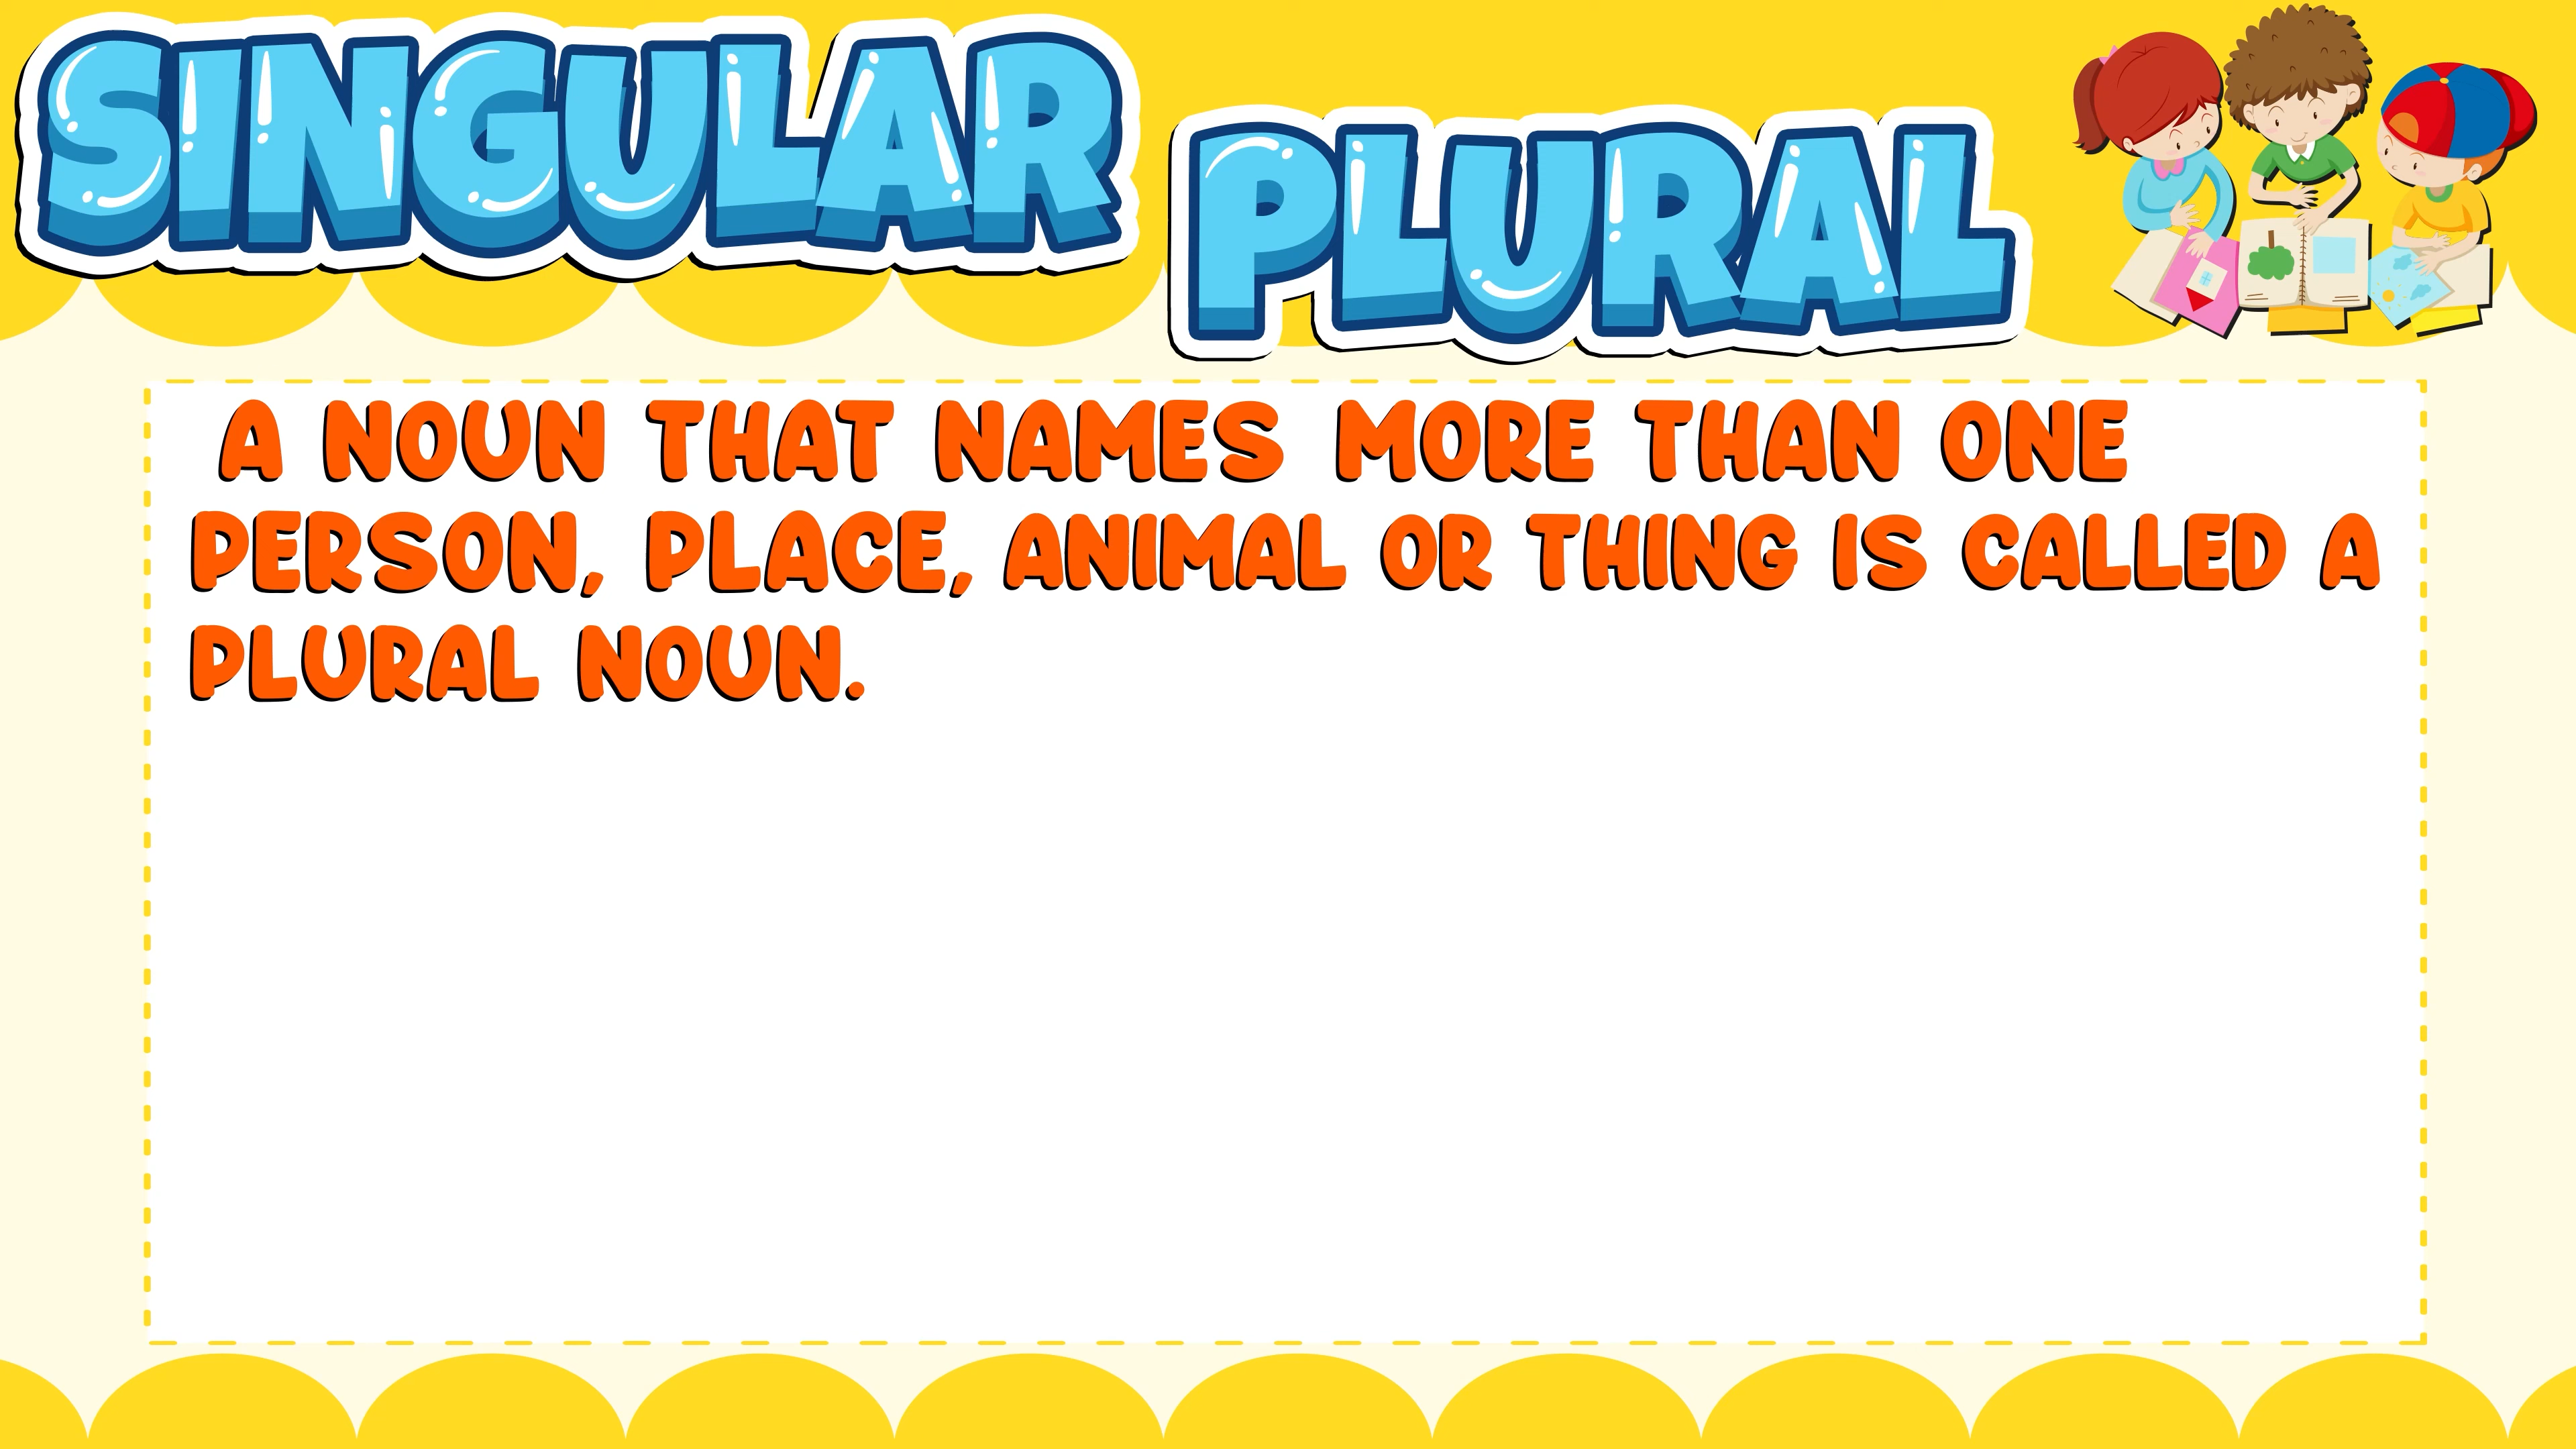 SINGULAR
PLURAL
A NOUN THAT NAMES MORE THAN ONE
PERSON, PLACE, ANIMAL OR THING IS CALLED A
PLURAL NOUN.